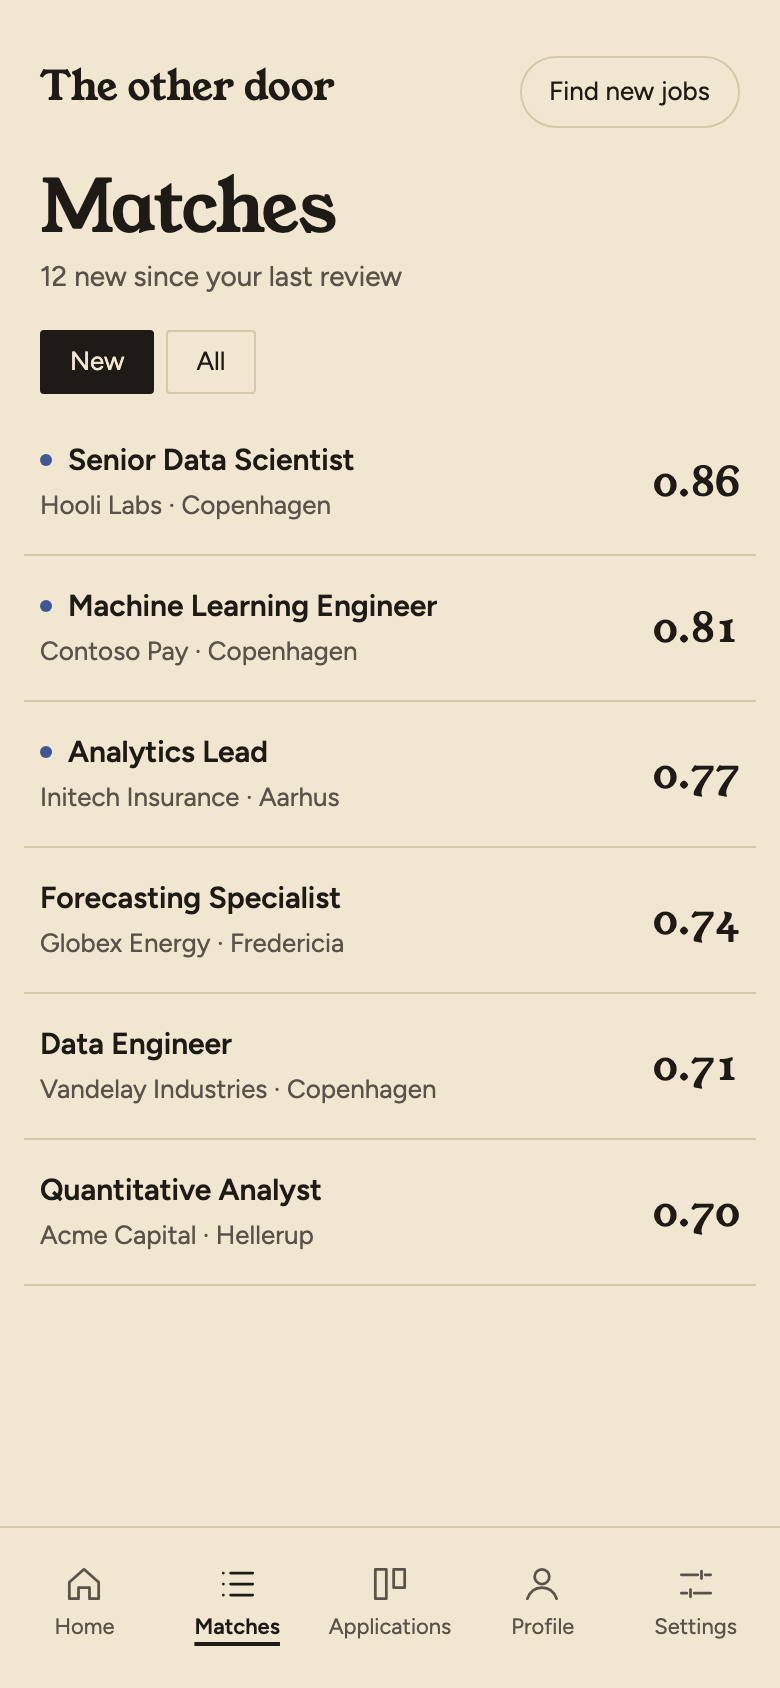 The other door
Find new jobs
Matches
12 new since your last review
New
All
Senior Data Scientist
Hooli Labs · Copenhagen
0.86
Machine Learning Engineer
Contoso Pay · Copenhagen
0.81
Analytics Lead
Initech Insurance · Aarhus
0.77
Forecasting Specialist
Globex Energy · Fredericia
0.74
Data Engineer
Vandelay Industries · Copenhagen
0.71
Quantitative Analyst
Acme Capital · Hellerup
0.70
Home
Matches
Applications
Profile
Settings